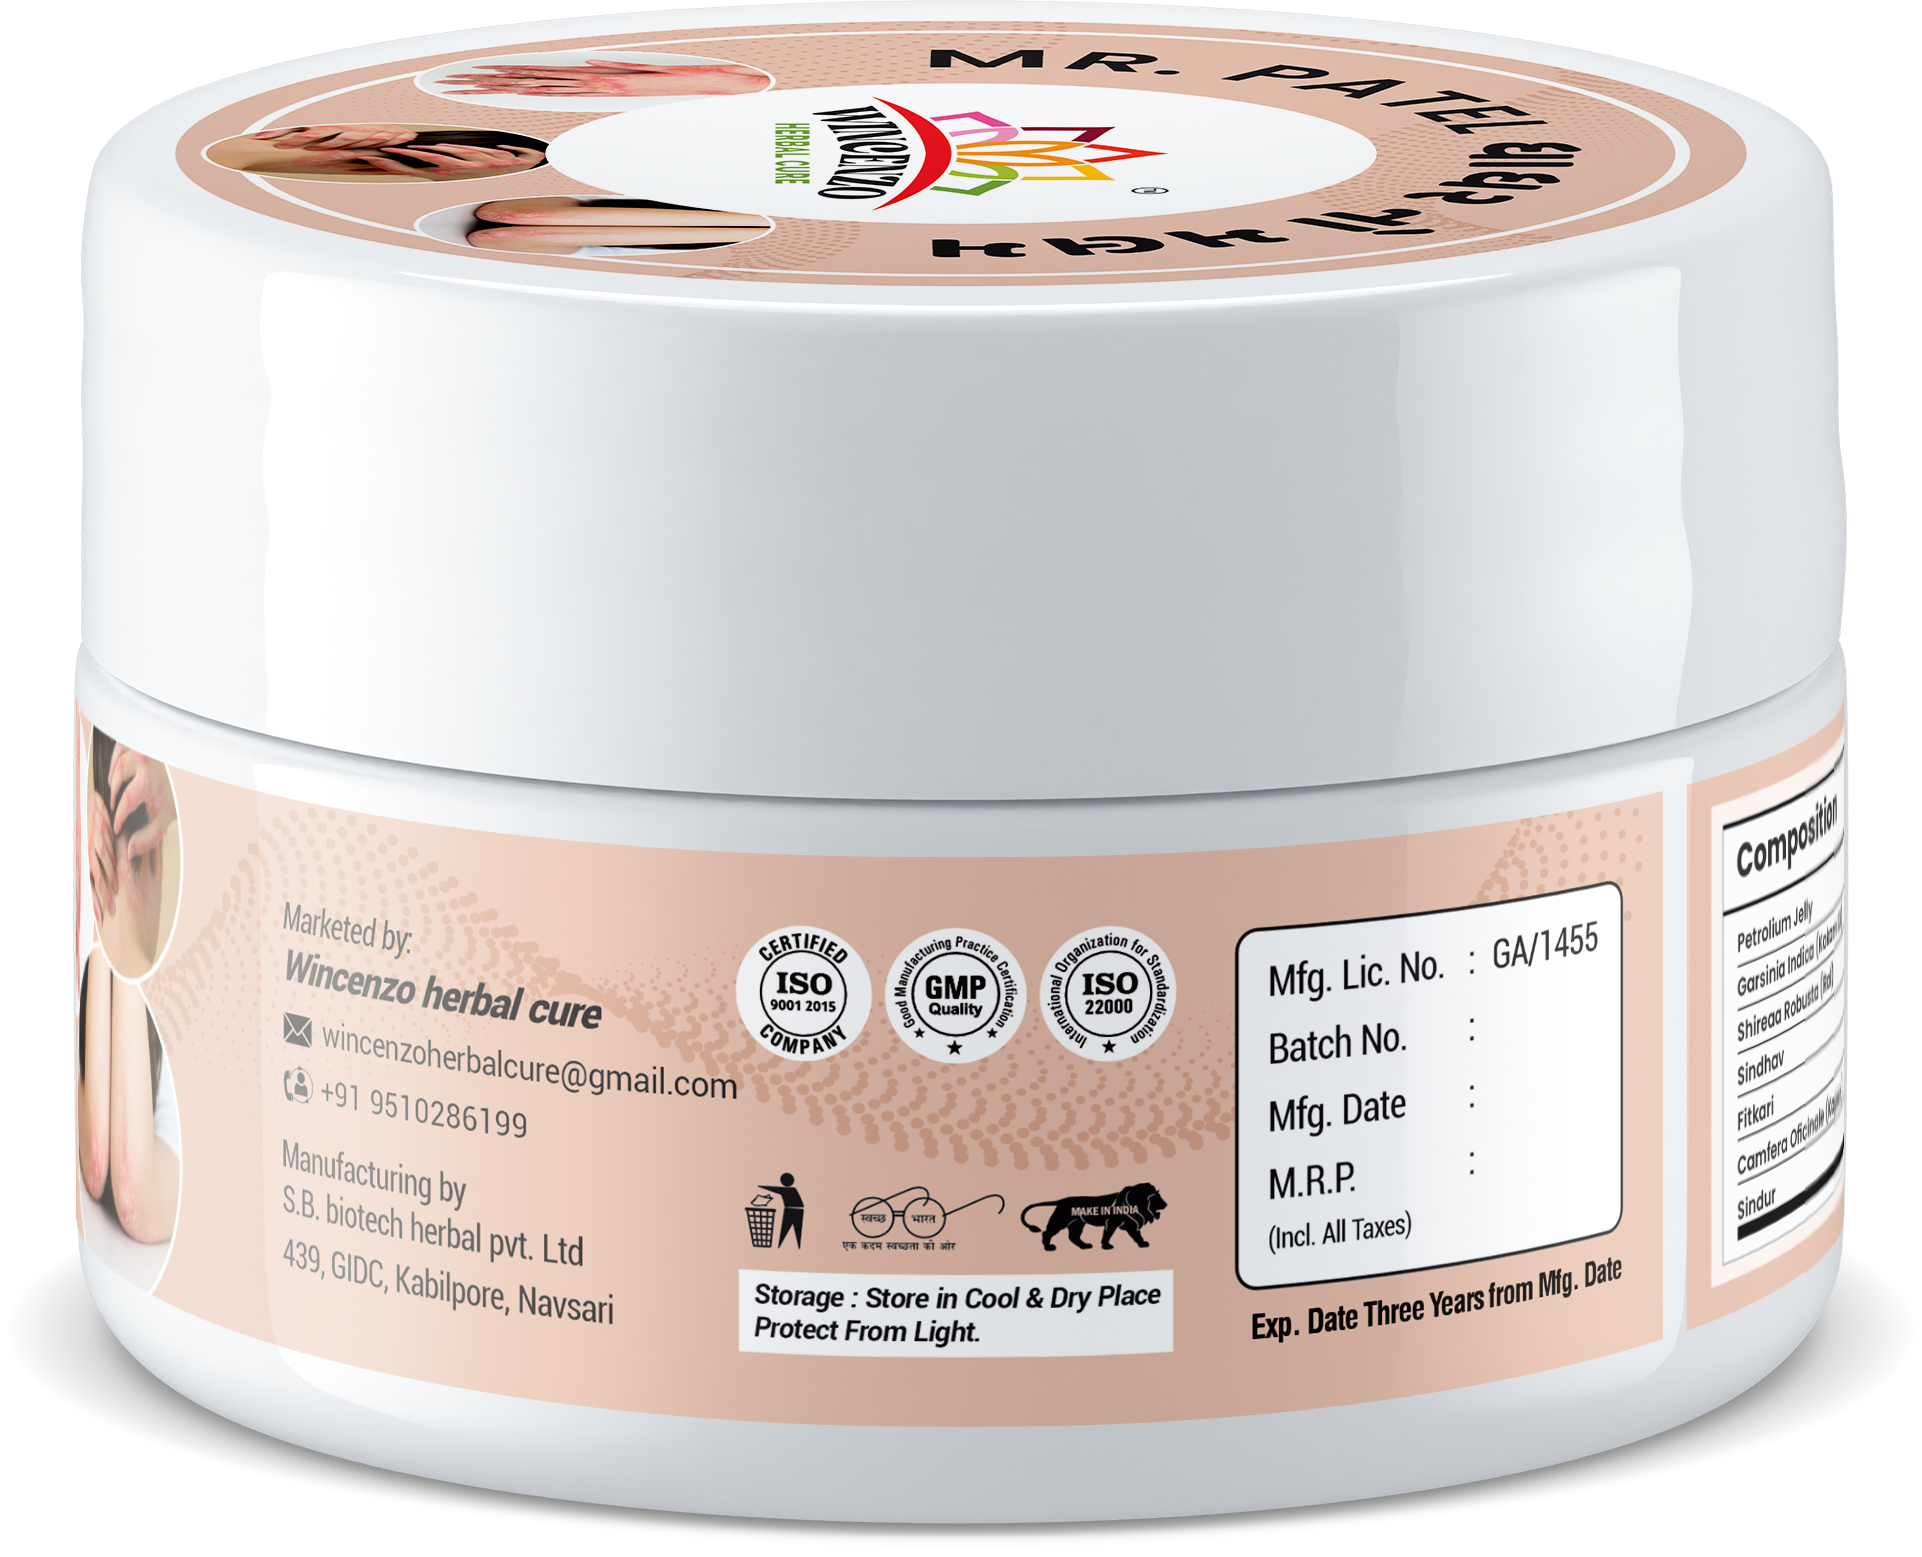 MR. PATEL
WINCENZO
HERBAL CURE
Marketed by:
Wincenzo herbal cure
wincenzoherbalcure@gmail.com
+91 9510286199
Manufacturing by
S.B. biotech herbal pvt. Ltd
439, GIDC, Kabilpore, Navsari
CERTIFIED
ISO
9001 2015
COMPANY
Good Manufacturing Practice Certification
GMP
Quality
International Organization for Standardization
ISO
22000
स्वच्छ भारत
एक कदम स्वच्छता की ओर
MAKE IN INDIA
Storage : Store in Cool & Dry Place
Protect From Light.
Mfg. Lic. No. : GA/1455
Batch No. :
Mfg. Date :
M.R.P. :
(Incl. All Taxes)
Exp. Date Three Years from Mfg. Date
Composition
Petrolium Jelly
Garsinia Indica
Shireaa Robusta (Ral)
Sindhav
Fitkari
Camfera Oficinale
Sindur